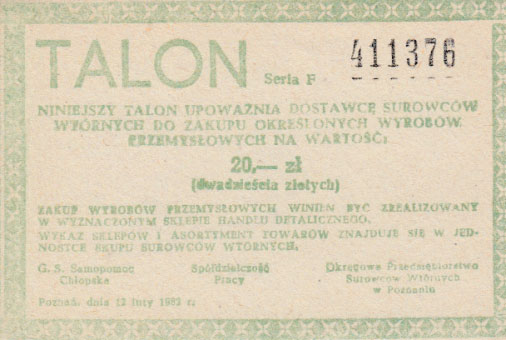 TALON
Seria F
411376
NINIEJSZY TALON UPOWAŻNIA DOSTAWCĘ SUROWCÓW
WTÓRNYCH DO ZAKUPU OKREŚLONYCH WYROBÓW
PRZEMYSŁOWYCH NA WARTOŚĆ:
20,— zł
(dwadzieścia złotych)
ZAKUP WYROBÓW PRZEMYSŁOWYCH WINIEN BYĆ ZREALIZOWANY
W WYZNACZONYM SKLEPIE HANDLU DETALICZNEGO.
WYKAZ SKLEPÓW I ASORTYMENT TOWARÓW ZNAJDUJE SIĘ W JED-
NOSTCE SKUPU SUROWCÓW WTÓRNYCH.
G. S. Samopomoc
Chłopska
Spółdzielczość
Pracy
Okręgowe Przedsiębiorstwo
Surowców Wtórnych
w Poznaniu
Poznań, dnia 12 luty 1982 r.